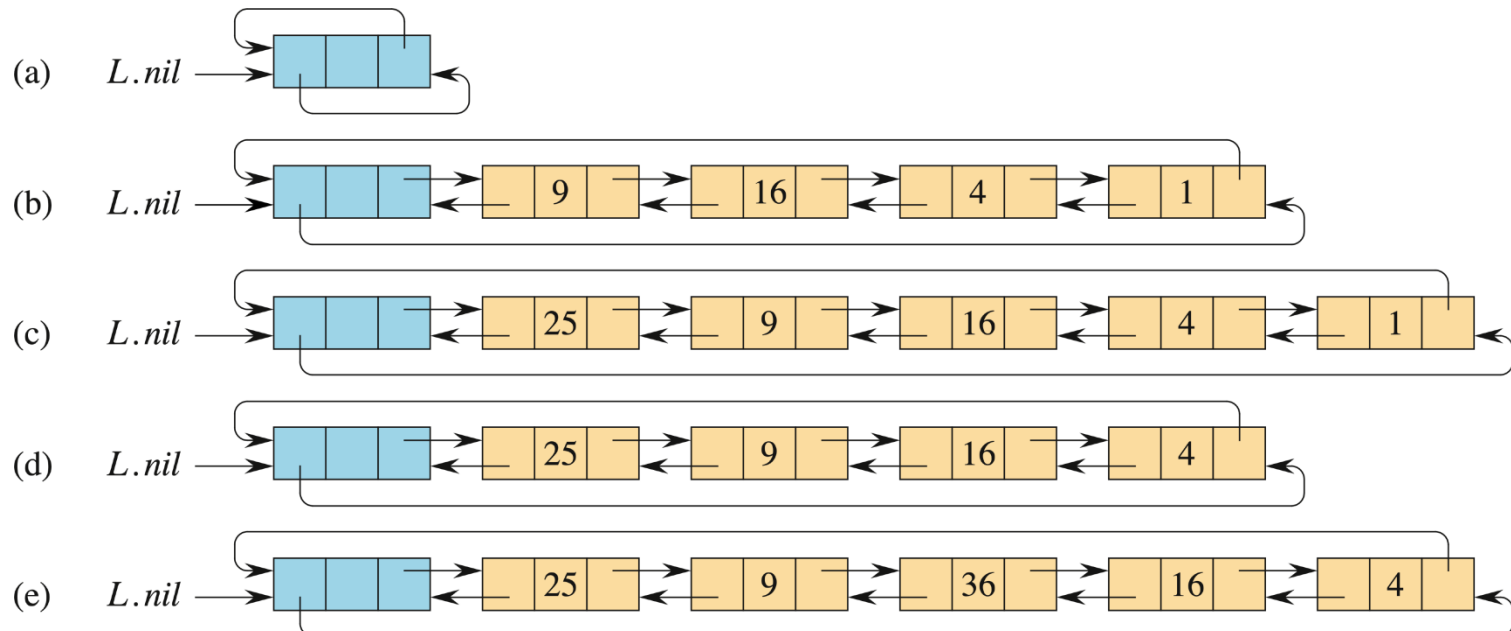 (a) L.nil
(b) L.nil 9 16 4 1
(c) L.nil 25 9 16 4 1
(d) L.nil 25 9 16 4
(e) L.nil 25 9 36 16 4